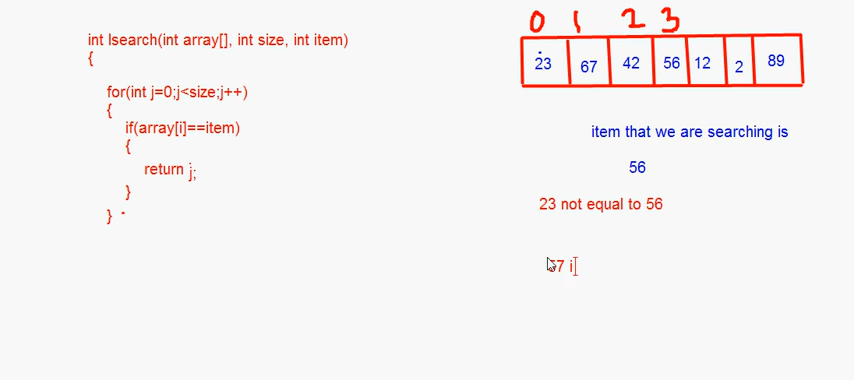 int lsearch(int array[], int size, int item)
{
for(int j=0;j<size;j++)
{
if(array[i]==item)
{
return j;
}
}
0 1 2 3
23 67 42 56 12 2 89
item that we are searching is
56
23 not equal to 56
67 i